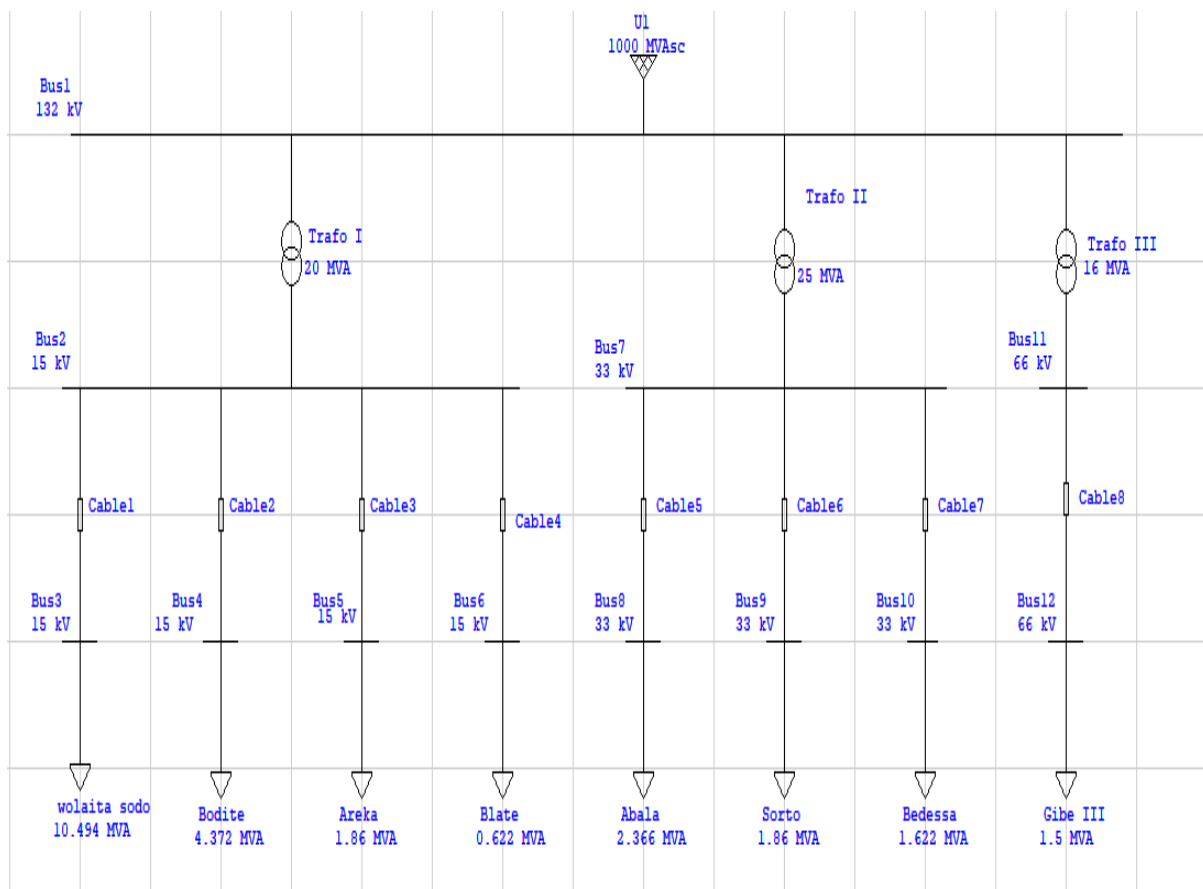 U1
1000 MVAsc
Bus1
132 kV
Trafo I
20 MVA
Trafo II
25 MVA
Trafo III
16 MVA
Bus2
15 kV
Bus7
33 kV
Bus11
66 kV
Cable1
Cable2
Cable3
Cable4
Cable5
Cable6
Cable7
Cable8
Bus3
15 kV
Bus4
15 kV
Bus5
15 kV
Bus6
15 kV
Bus8
33 kV
Bus9
33 kV
Bus10
33 kV
Bus12
66 kV
wolaita sodo
10.494 MVA
Bodite
4.372 MVA
Areka
1.86 MVA
Blate
0.622 MVA
Abala
2.366 MVA
Sorto
1.86 MVA
Bedessa
1.622 MVA
Gibe III
1.5 MVA